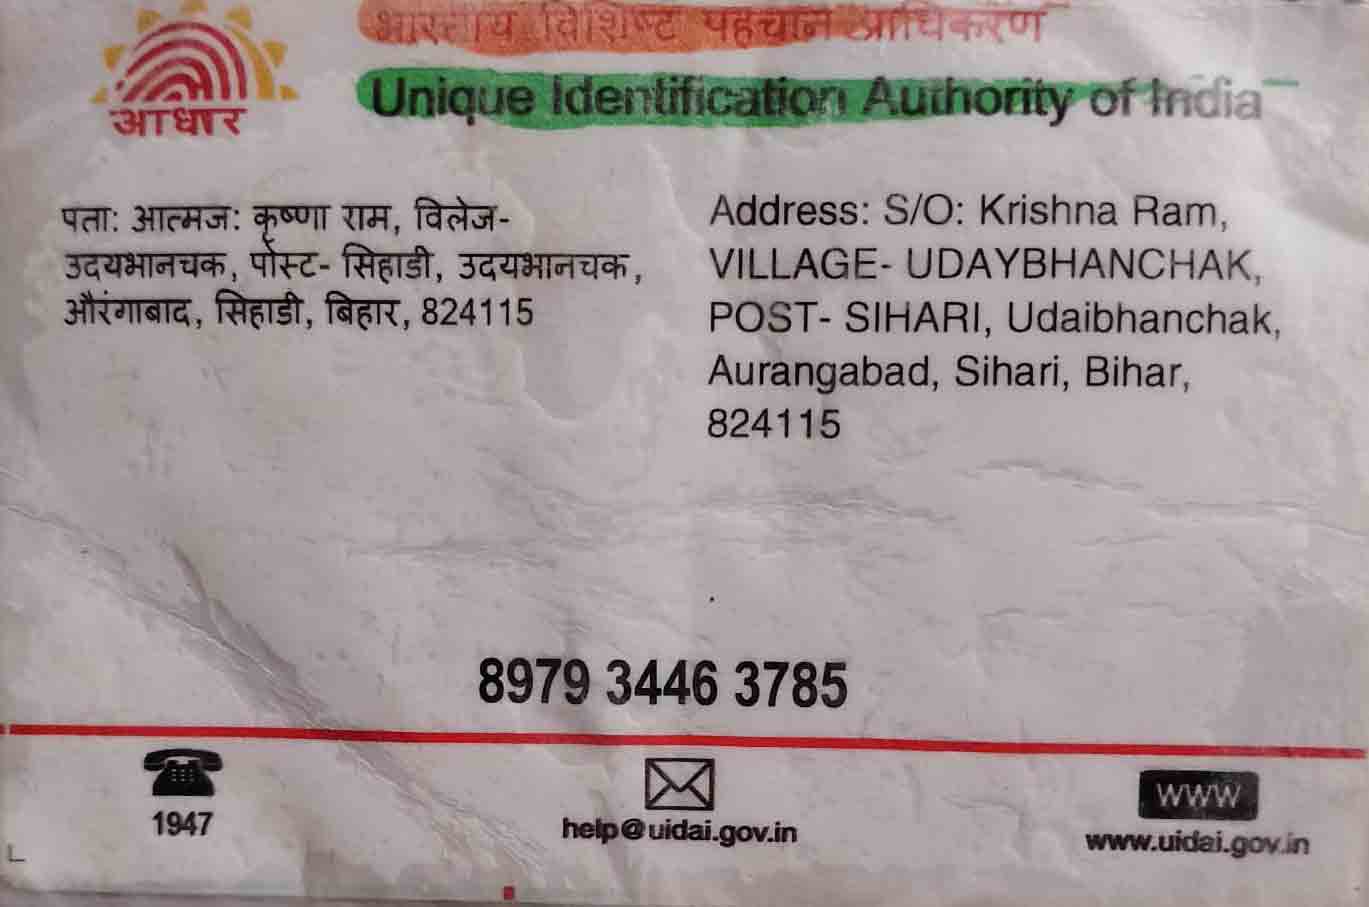 भारतीय विशिष्ट पहचान प्राधिकरण
आधार
Unique Identification Authority of India
पता: आत्मज: कृष्णा राम, विलेज-
उदयभानचक, पोस्ट- सिहाडी, उदयभानचक,
औरंगाबाद, सिहाडी, बिहार, 824115
Address: S/O: Krishna Ram,
VILLAGE- UDAYBHANCHAK,
POST- SIHARI, Udaibhanchak,
Aurangabad, Sihari, Bihar,
824115
8979 3446 3785
1947
help@uidai.gov.in
WWW
www.uidai.gov.in